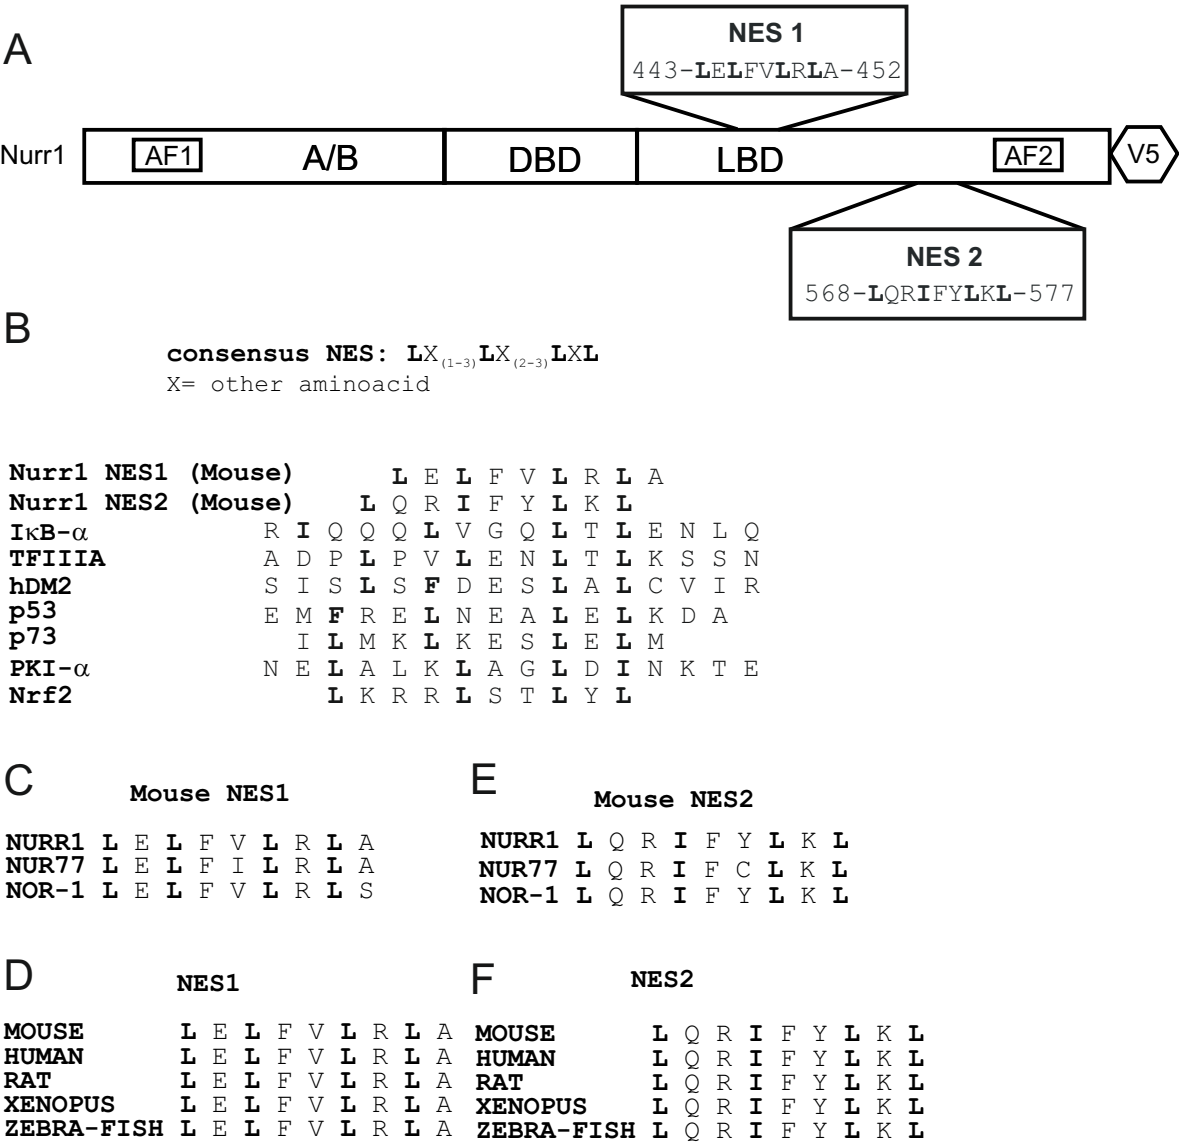 A
NES 1
443-LELFVLRLA-452
Nurr1 AF1 A/B DBD LBD AF2 V5
NES 2
568-LQRIFYLKL-577
B
consensus NES: LX(1-3)LX(2-3)LXL
X= other aminoacid
Nurr1 NES1 (Mouse) L E L F V L R L A
Nurr1 NES2 (Mouse) L Q R I F Y L K L
IκB-α R I Q Q Q L V G Q L T L E N L Q
TFIIIA A D P L P V L E N L T L K S S N
hDM2 S I S L S F D E S L A L C V I R
p53 E M F R E L N E A L E L K D A
p73 I L M K L K E S L E L M
PKI-α N E L A L K L A G L D I N K T E
Nrf2 L K R R L S T L Y L
C
Mouse NES1
NURR1 L E L F V L R L A
NUR77 L E L F I L R L A
NOR-1 L E L F V L R L S
E
Mouse NES2
NURR1 L Q R I F Y L K L
NUR77 L Q R I F C L K L
NOR-1 L Q R I F Y L K L
D
NES1
MOUSE L E L F V L R L A
HUMAN L E L F V L R L A
RAT L E L F V L R L A
XENOPUS L E L F V L R L A
ZEBRA-FISH L E L F V L R L A
F
NES2
MOUSE L Q R I F Y L K L
HUMAN L Q R I F Y L K L
RAT L Q R I F Y L K L
XENOPUS L Q R I F Y L K L
ZEBRA-FISH L Q R I F Y L K L